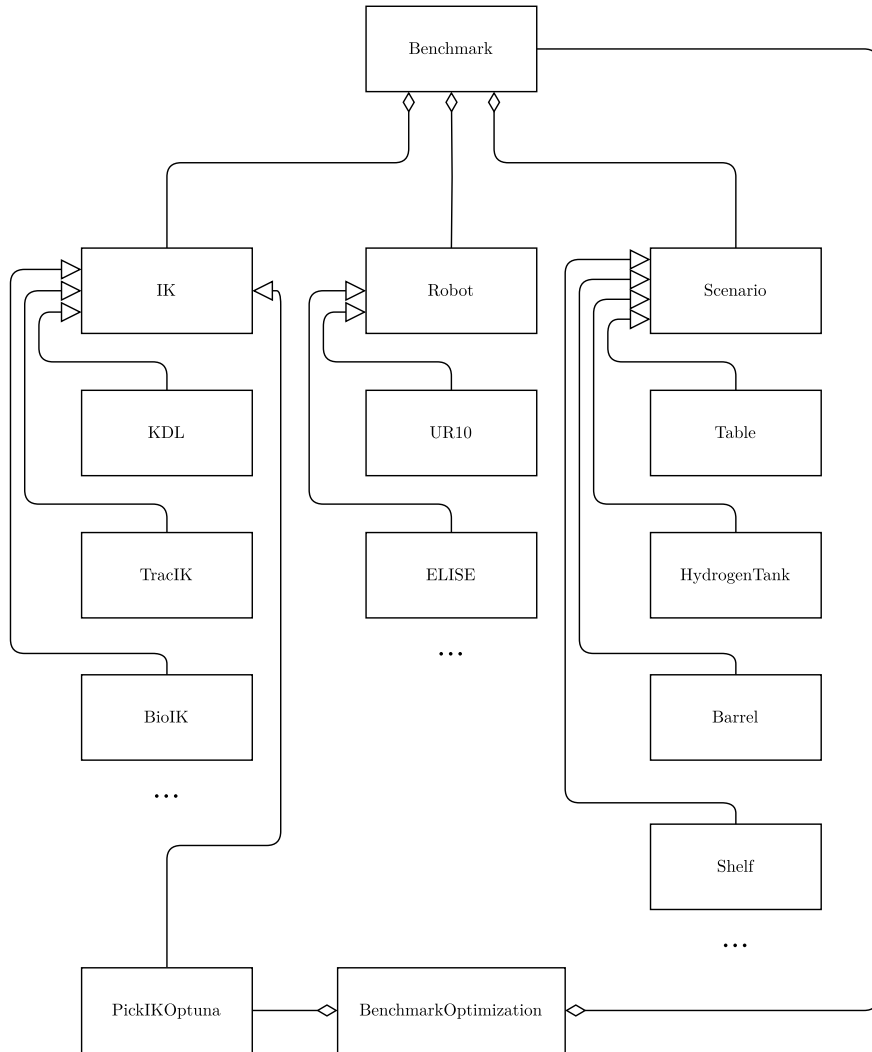 Benchmark
IK
Robot
Scenario
KDL
UR10
Table
TracIK
ELISE
HydrogenTank
...
BioIK
Barrel
...
Shelf
...
PickIKOptuna
BenchmarkOptimization